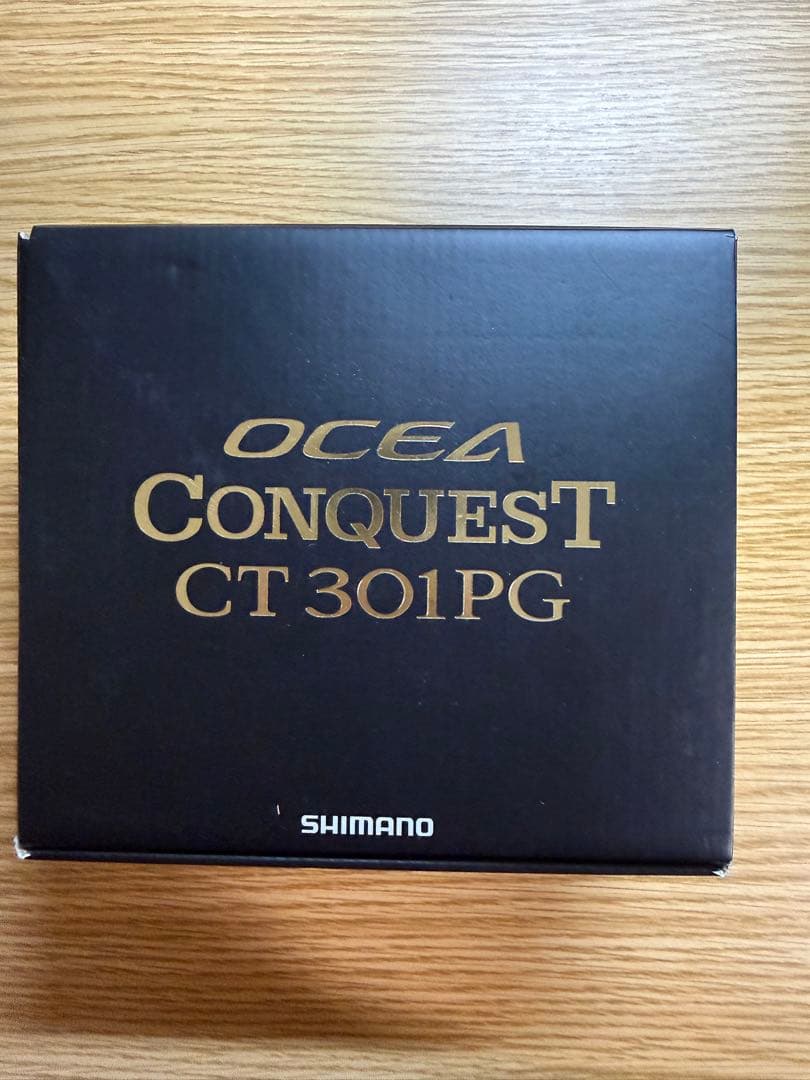 OCEA
CONQUEST
CT 301PG
SHIMANO